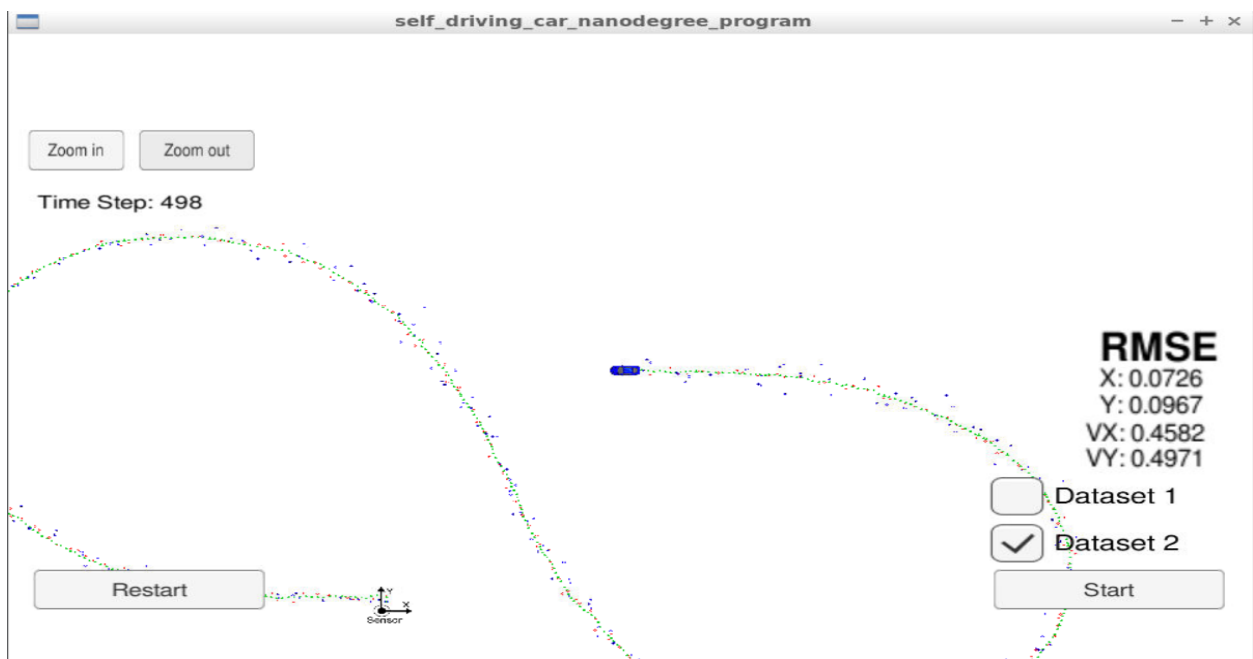 self_driving_car_nanodegree_program
Zoom in
Zoom out
Time Step: 498
RMSE
X: 0.0726
Y: 0.0967
VX: 0.4582
VY: 0.4971
Dataset 1
Dataset 2
Restart
Y
X
Sensor
Start